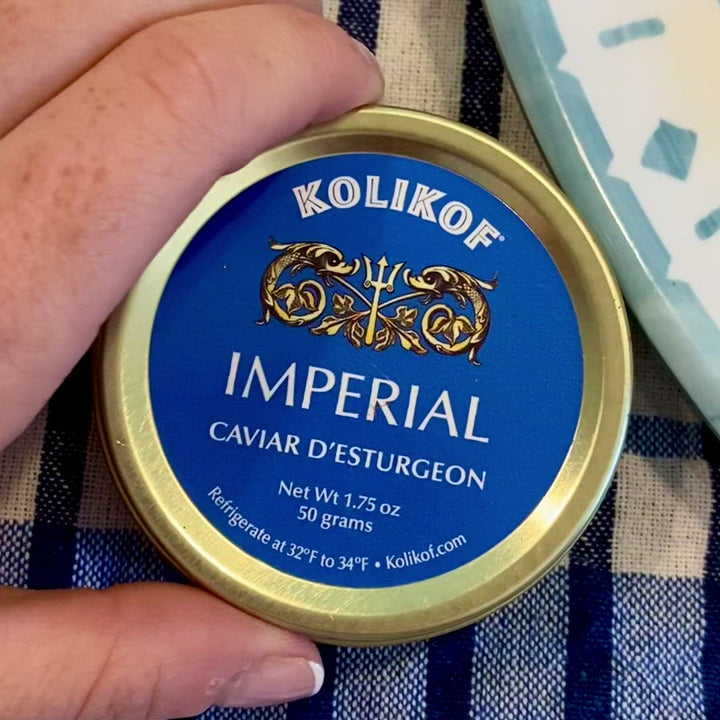 KOLIKOF®
IMPERIAL
CAVIAR D'ESTURGEON
Net Wt 1.75 oz
50 grams
Refrigerate at 32°F to 34°F • Kolikof.com